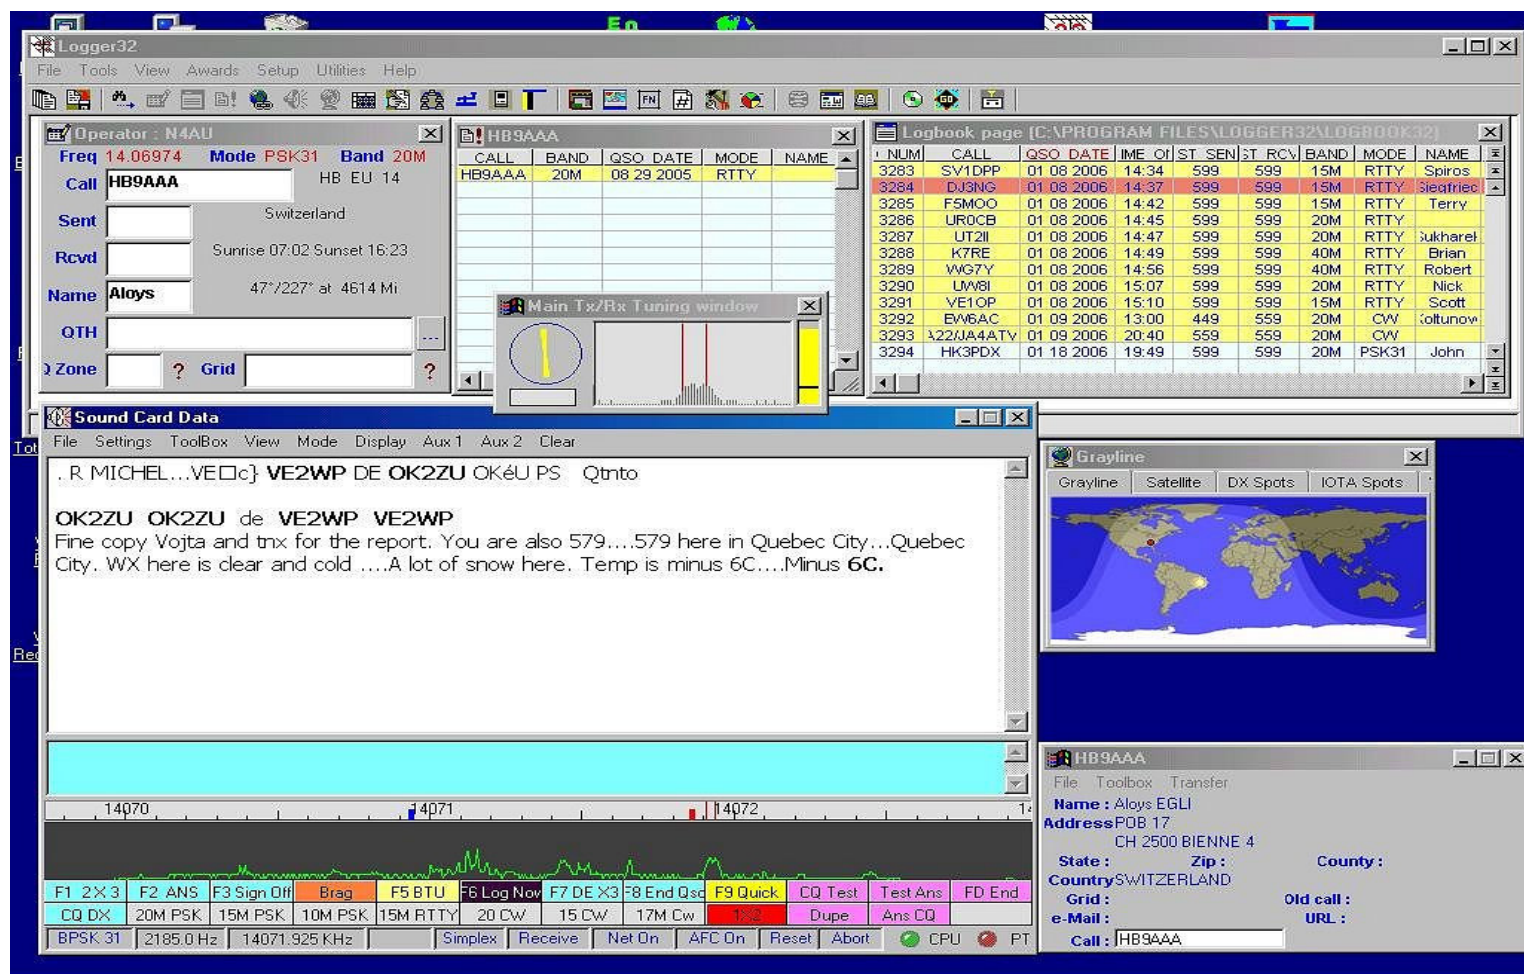 Logger32
File Tools View Awards Setup Utilities Help
Operator : N4AU
Freq 14.06974 Mode PSK31 Band 20M
Call HB9AAA HB EU 14
Switzerland
Sent
Sunrise 07:02 Sunset 16:23
Rcvd
47°/227° at 4614 Mi
Name Aloys
QTH ...
Zone ? Grid ?
HB9AAA
CALL BAND QSO DATE MODE NAME
HB9AAA 20M 08 29 2005 RTTY
Main Tx/Rx Tuning window
Logbook page [C:\PROGRAM FILES\LOGGER32\LOGBOOK32]
NUM CALL QSO_DATE IME_O ST_SEN ST_RCV BAND MODE NAME
3283 SV1DPP 01 08 2006 14:34 599 599 15M RTTY Spiros
3284 DJ3NG 01 08 2006 14:37 599 599 15M RTTY Siegfried
3285 F5MOO 01 08 2006 14:42 599 599 15M RTTY Terry
3286 UR0CB 01 08 2006 14:45 599 599 20M RTTY
3287 UT2II 01 08 2006 14:47 599 599 20M RTTY
3288 K7RE 01 08 2006 14:49 599 599 40M RTTY Brian
3289 WG7Y 01 08 2006 14:56 599 599 40M RTTY Robert
3290 01 08 2006 15:07 599 599 20M RTTY Nick
3291 VE1OP 01 08 2006 15:10 599 599 15M RTTY Scott
3292 EW6AC 01 09 2006 13:00 449 559 20M CW
3293 01 09 2006 20:40 559 559 20M CW
3294 HK3PDX 01 18 2006 19:49 599 599 20M PSK31 John
Sound Card Data
File Settings ToolBox View Mode Display Aux 1 Aux 2 Clear
. R MICHEL...VE□c} VE2WP DE OK2ZU OKéU PS Qtnto
OK2ZU OK2ZU de VE2WP VE2WP
Fine copy Vojta and tnx for the report. You are also 579....579 here in Quebec City...Quebec
City. WX here is clear and cold ....A lot of snow here. Temp is minus 6C....Minus 6C.
14070 14071 14072
F1 2X3 F2 ANS F3 Sign Off Brag F5 BTU F6 Log Now F7 DE X3 F8 End Qso F9 Quick CQ Test Test Ans FD End
CQ DX 20M PSK 15M PSK 10M PSK 15M RTTY 20 CW 15 CW 17M Cw 1X2 Dupe Ans CQ
BPSK 31 2185.0 Hz 14071.925 KHz Simplex Receive Net On AFC On Reset Abort CPU PT
Grayline
Grayline Satellite DX Spots IOTA Spots
HB9AAA
File Toolbox Transfer
Name : Aloys EGLI
Address POB 17
CH 2500 BIENNE 4
State : Zip : County :
Country SWITZERLAND
Grid : Old call :
e-Mail : URL :
Call : HB9AAA